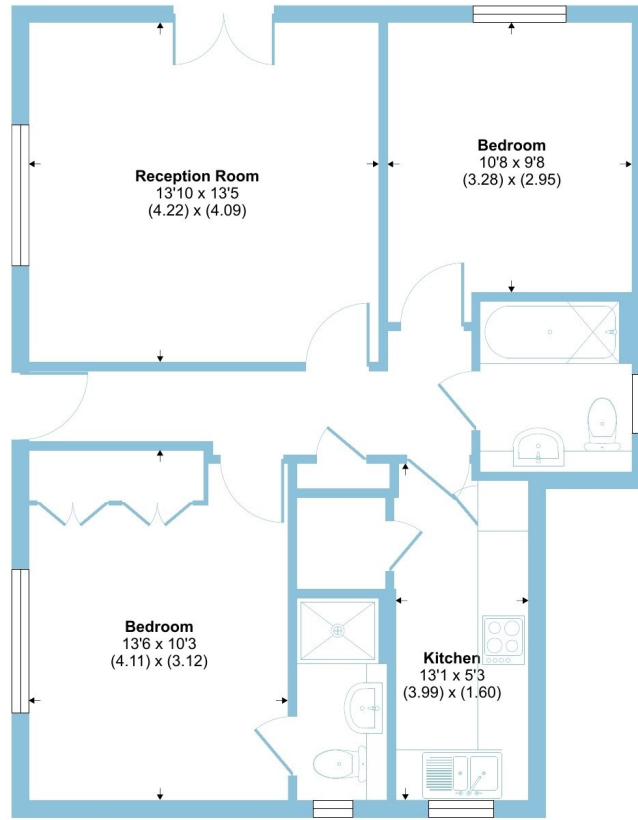 Reception Room
13'10 x 13'5
(4.22) x (4.09)
Bedroom
10'8 x 9'8
(3.28) x (2.95)
Bedroom
13'6 x 10'3
(4.11) x (3.12)
Kitchen
13'1 x 5'3
(3.99) x (1.60)